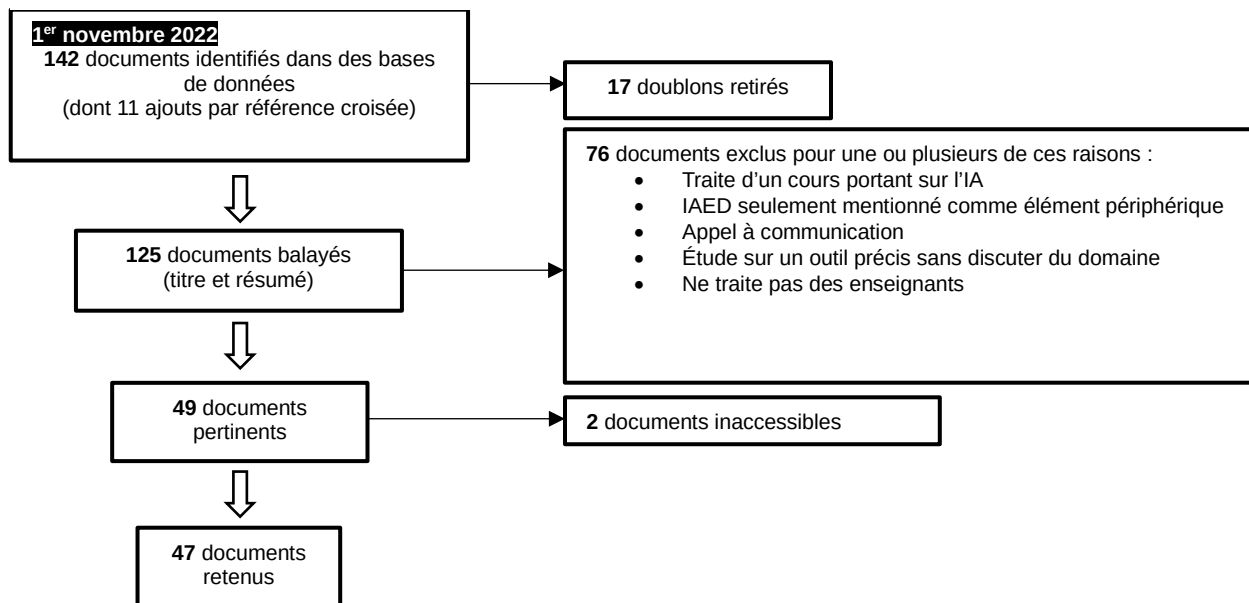 1er novembre 2022
142 documents identifiés dans des bases
de données
(dont 11 ajouts par référence croisée)
17 doublons retirés
76 documents exclus pour une ou plusieurs de ces raisons :
• Traite d’un cours portant sur l’IA
• IAED seulement mentionné comme élément périphérique
• Appel à communication
• Étude sur un outil précis sans discuter du domaine
• Ne traite pas des enseignants
125 documents balayés
(titre et résumé)
49 documents
pertinents
2 documents inaccessibles
47 documents
retenus